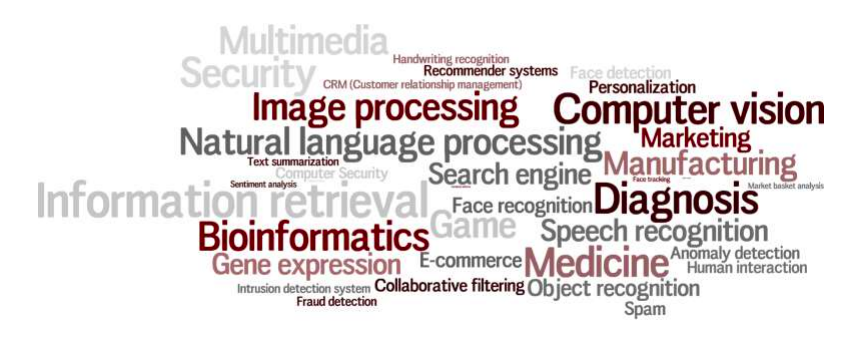 Multimedia
Handwriting recognition
Security
Recommender systems
Face detection
CRM (Customer relationship management)
Personalization
Image processing
Computer vision
Natural language processing
Marketing
Text summarization
Search engine
Manufacturing
Computer Security
Face tracking
Sentiment analysis
Market basket analysis
Information retrieval
Face recognition
Diagnosis
Bioinformatics
Game
Speech recognition
Gene expression
E-commerce
Medicine
Anomaly detection
Human interaction
Intrusion detection system
Collaborative filtering
Object recognition
Fraud detection
Spam